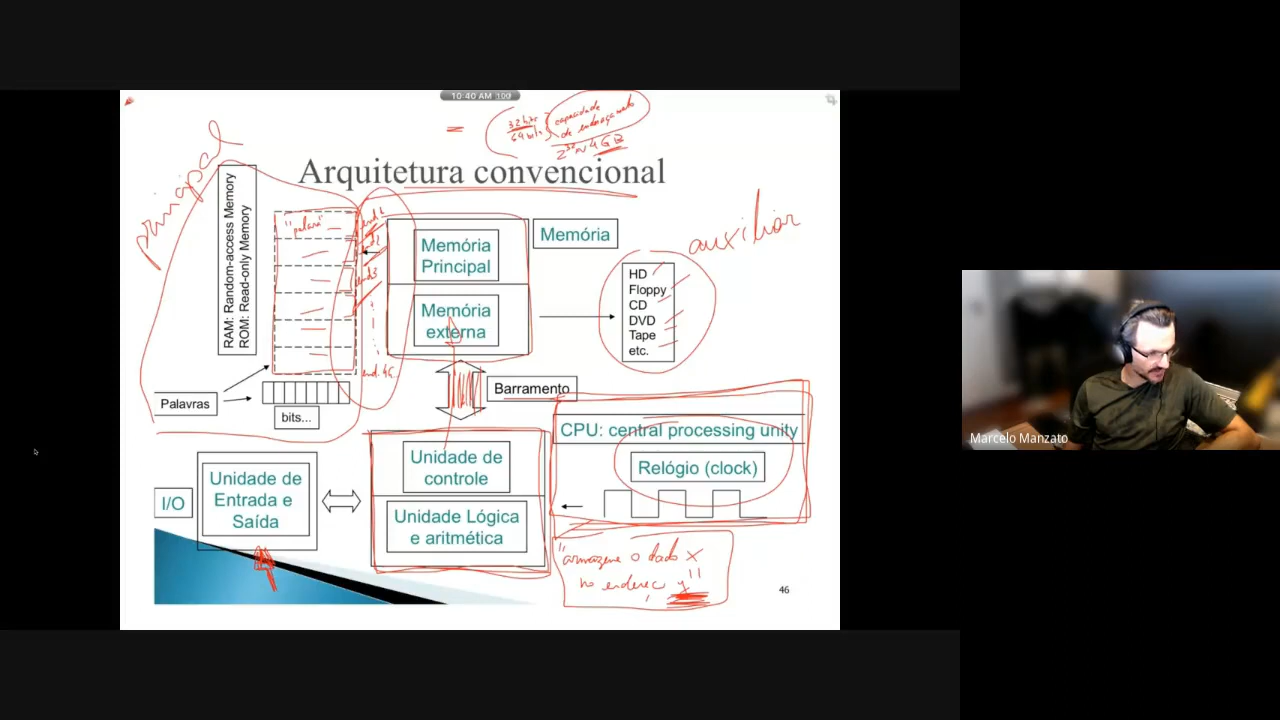 10:40 AM 100
=
32 bits
64 bits
capacidade
de endereçamento
4 GB
Arquitetura convencional
principal
RAM: Random-access Memory
ROM: Read-only Memory
"palavra"
end 1
end 2
end 3
end. 4G
Memória
Principal
Memória
externa
Memória
auxiliar
HD
Floppy
CD
DVD
Tape
etc.
Palavras
bits...
Barramento
CPU: central processing unity
Relógio (clock)
Unidade de
controle
Unidade Lógica
e aritmética
I/O
Unidade de
Entrada e
Saída
"armazene o dado x
no endereço y"
46
Marcelo Manzato